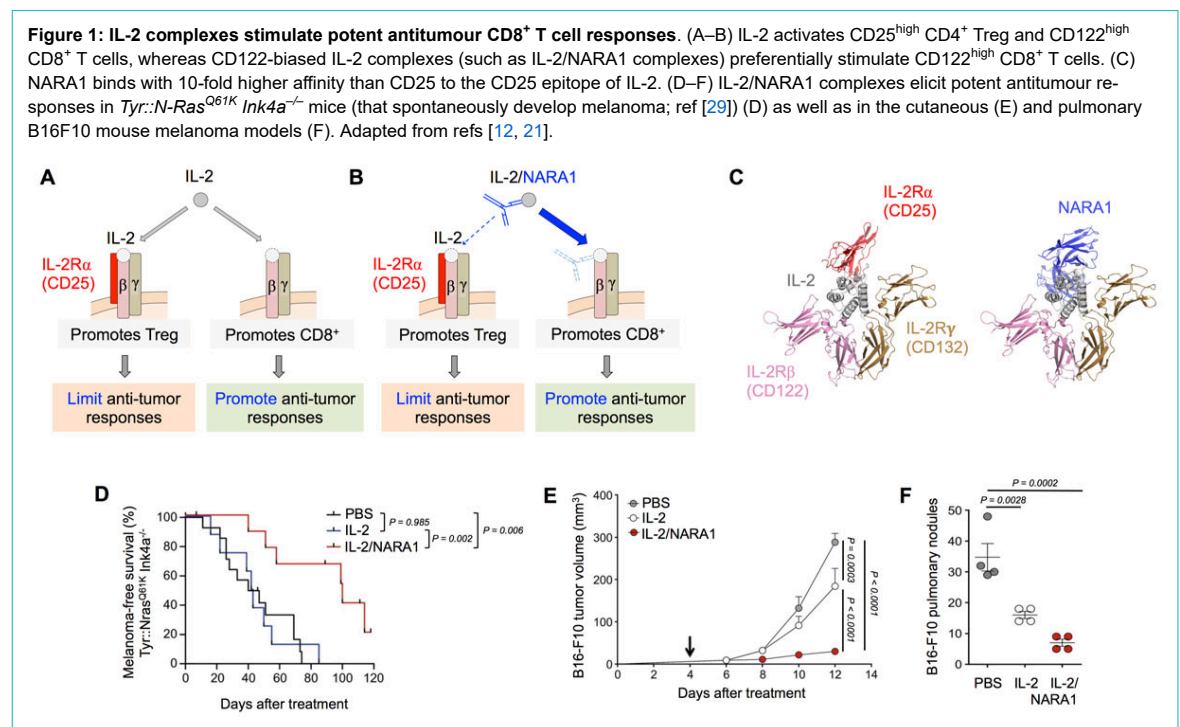 Figure 1: IL-2 complexes stimulate potent antitumour CD8+ T cell responses. (A–B) IL-2 activates CD25high CD4+ Treg and CD122high
CD8+ T cells, whereas CD122-biased IL-2 complexes (such as IL-2/NARA1 complexes) preferentially stimulate CD122high CD8+ T cells. (C)
NARA1 binds with 10-fold higher affinity than CD25 to the CD25 epitope of IL-2. (D–F) IL-2/NARA1 complexes elicit potent antitumour re-
sponses in Tyr::N-RasQ61K Ink4a−/− mice (that spontaneously develop melanoma; ref [29]) (D) as well as in the cutaneous (E) and pulmonary
B16F10 mouse melanoma models (F). Adapted from refs [12, 21].
A
IL-2
IL-2
IL-2Rα
(CD25)
β γ
β γ
Promotes Treg
Promotes CD8+
Limit anti-tumor
responses
Promote anti-tumor
responses
B
IL-2/NARA1
IL-2
IL-2Rα
(CD25)
β γ
β γ
Promotes Treg
Promotes CD8+
Limit anti-tumor
responses
Promote anti-tumor
responses
C
IL-2Rα
(CD25)
NARA1
IL-2
IL-2Rγ
(CD132)
IL-2Rβ
(CD122)
D
PBS
IL-2
IL-2/NARA1
P = 0.985
P = 0.002
P = 0.006
Melanoma-free survival (%)
Tyr::NrasQ61K Ink4a-/-
100
80
60
40
20
0
0 20 40 60 80 100 120
Days after treatment
E
PBS
IL-2
IL-2/NARA1
B16-F10 tumor volume (mm3)
400
300
200
100
0
0 2 4 6 8 10 12 14
Days after treatment
P = 0.0003
P < 0.0001
P < 0.0001
F
P = 0.0002
P = 0.0028
B16-F10 pulmonary nodules
50
40
30
20
10
0
PBS IL-2 IL-2/
NARA1